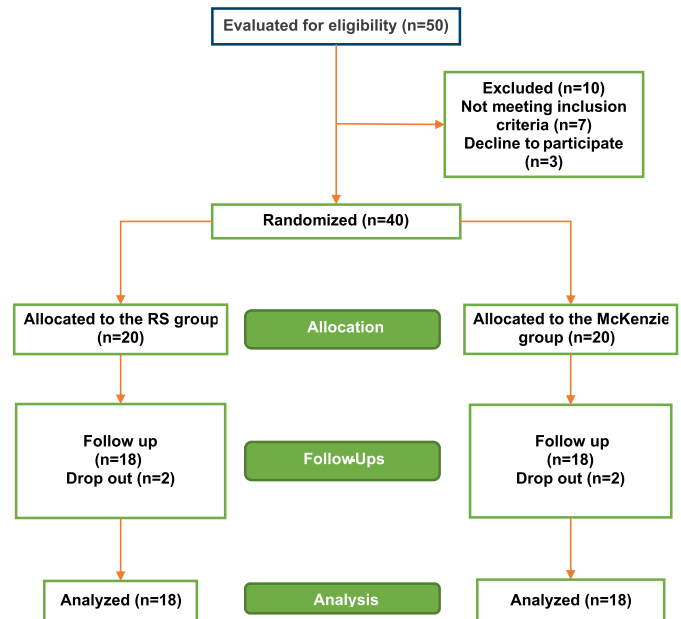 Evaluated for eligibility (n=50)
Excluded (n=10)
Not meeting inclusion
criteria (n=7)
Decline to participate
(n=3)
Randomized (n=40)
Allocated to the RS group
(n=20)
Allocation
Allocated to the McKenzie
group (n=20)
Follow up
(n=18)
Drop out (n=2)
Follow-Ups
Follow up
(n=18)
Drop out (n=2)
Analyzed (n=18)
Analysis
Analyzed (n=18)